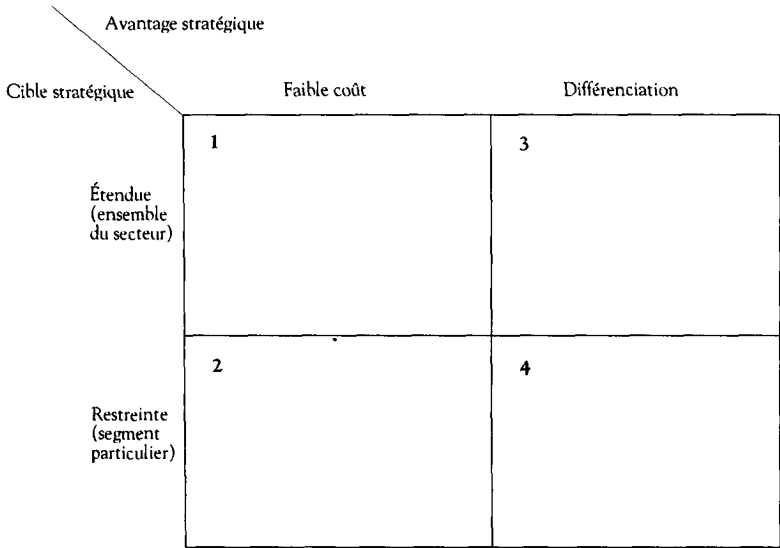 Avantage stratégique
Cible stratégique
Faible coût
Différenciation
1
3
Étendue
(ensemble
du secteur)
2
4
Restreinte
(segment
particulier)